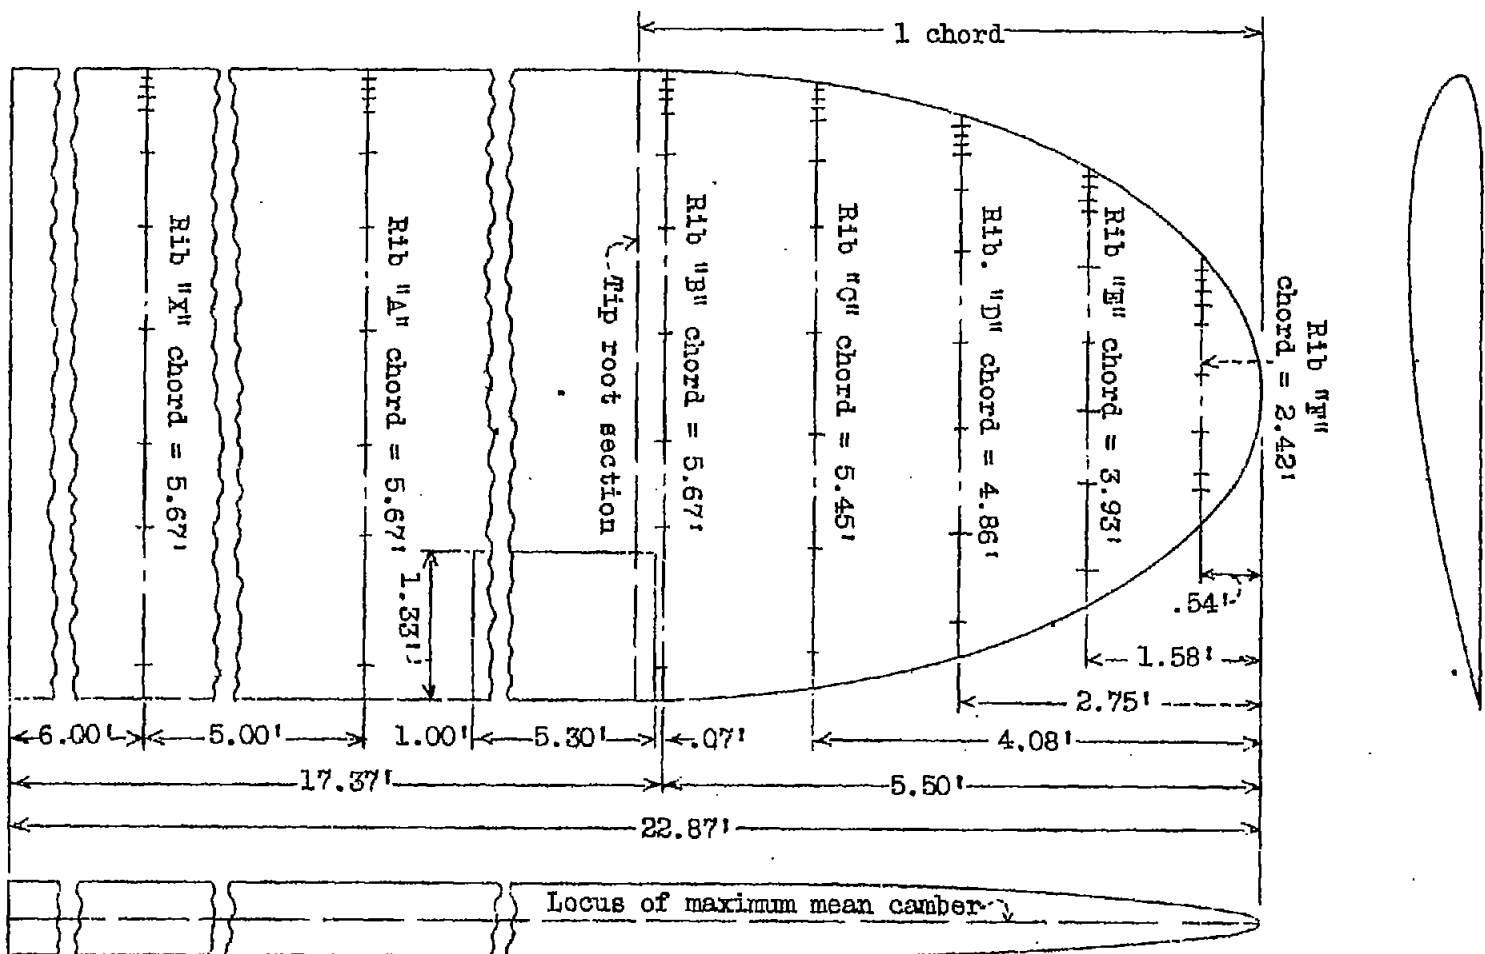 1 chord
Rib "X" chord = 5.67'
Rib "A" chord = 5.67'
Tip root section
Rib "B" chord = 5.67'
Rib "C" chord = 5.45'
Rib. "D" chord = 4.86'
Rib "E" chord = 3.93'
Rib "F"
chord = 2.42'
1.33'
.54'
1.58'
2.75'
6.00' 5.00' 1.00' 5.30' .07' 4.08'
17.37' 5.50'
22.87'
Locus of maximum mean camber